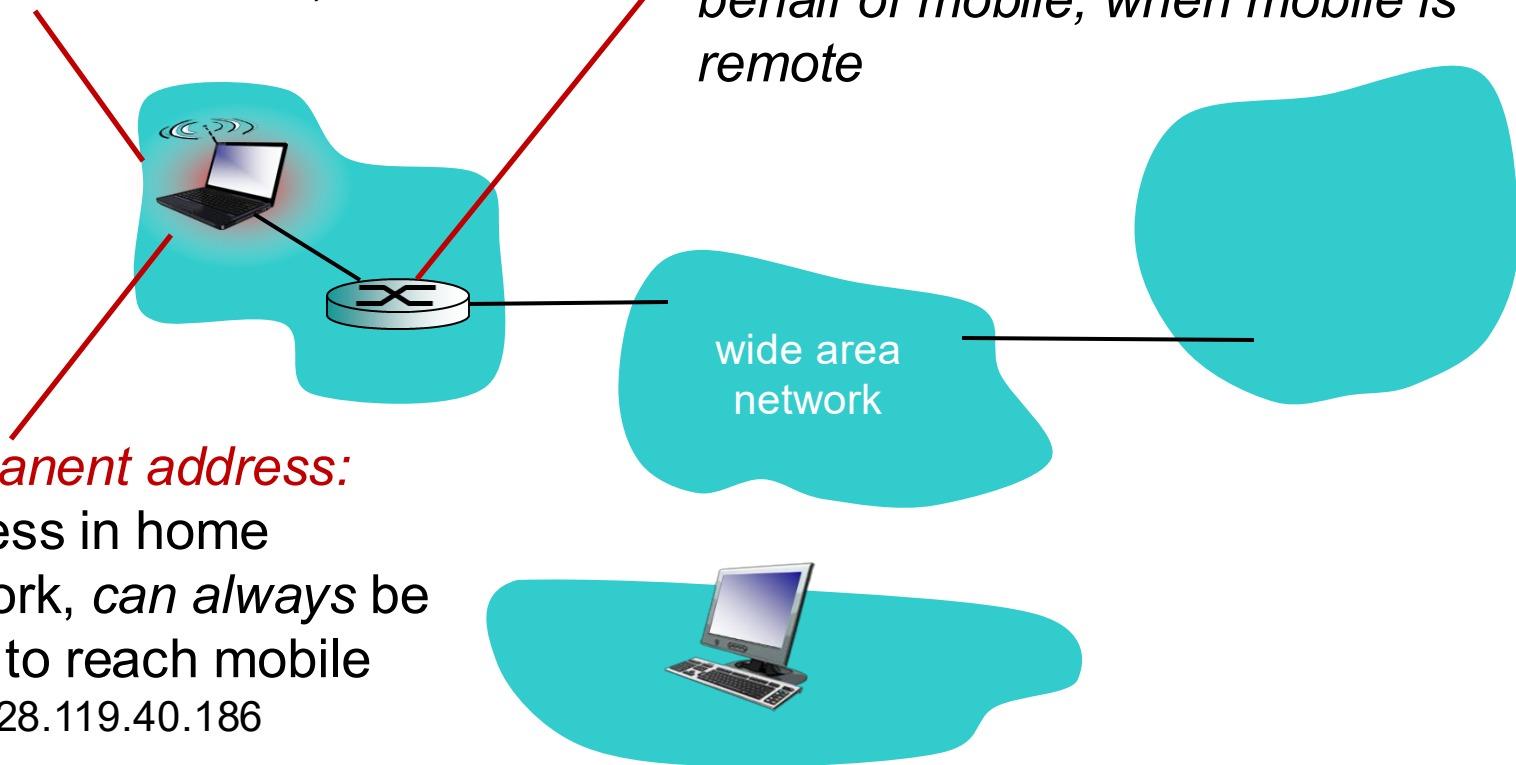 behalf of mobile, when mobile is
remote
wide area
network
anent address:
ess in home
ork, can always be
to reach mobile
28.119.40.186